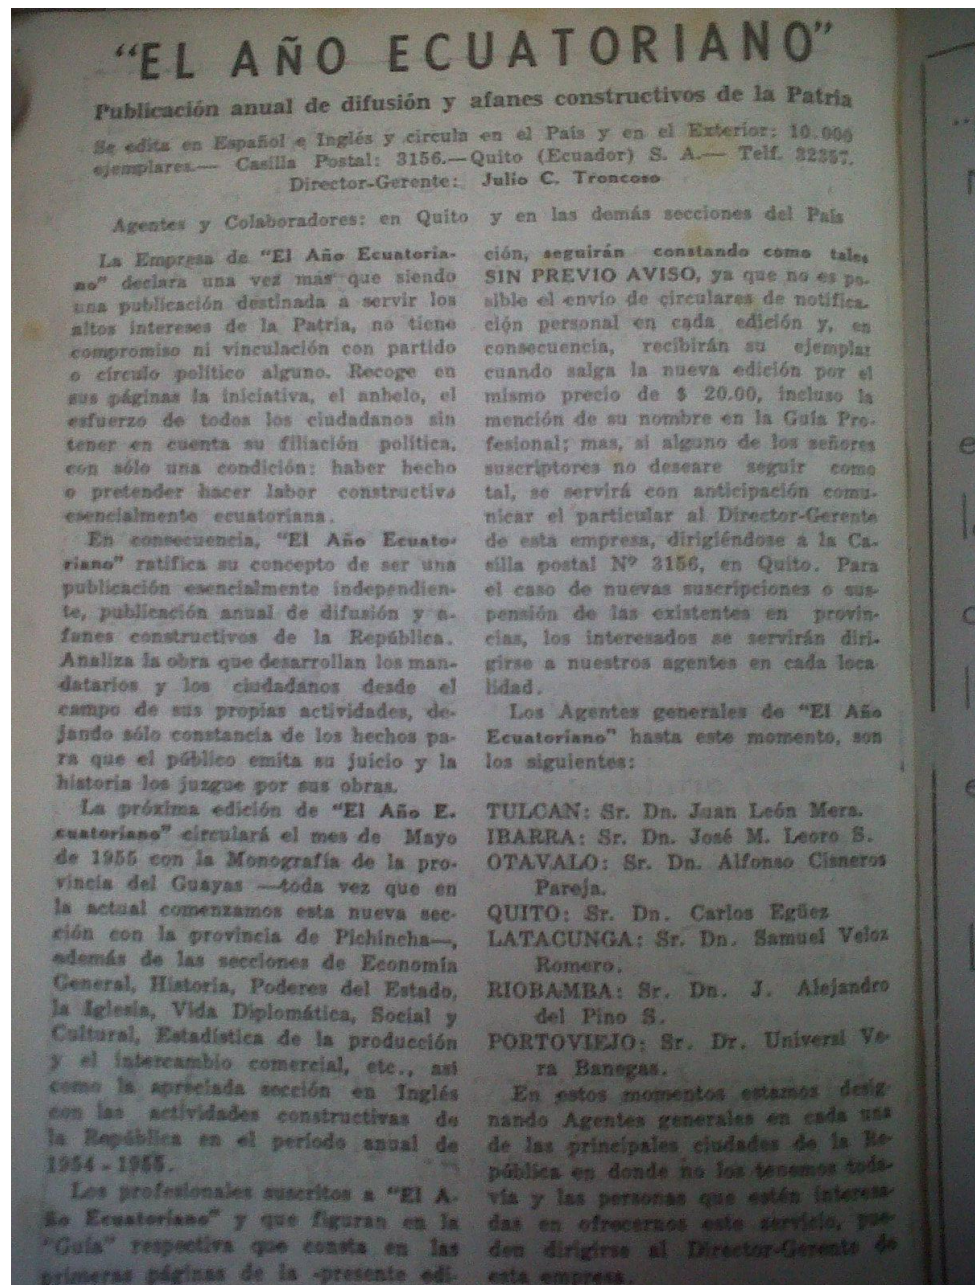 "EL AÑO ECUATORIANO"
Publicación anual de difusión y afanes constructivos de la Patria
Se edita en Español e Inglés y circula en el País y en el Exterior: 10.000
ejemplares.— Casilla Postal: 3156.—Quito (Ecuador) S. A.— Telf. 32357.
Director-Gerente: Julio C. Troncoso
Agentes y Colaboradores: en Quito y en las demás secciones del País
La Empresa de "El Año Ecuatoria-
no" declara una vez más que siendo
una publicación destinada a servir los
altos intereses de la Patria, no tiene
compromiso ni vinculación con partido
o círculo político alguno. Recoge en
sus páginas la iniciativa, el anhelo, el
esfuerzo de todos los ciudadanos sin
tener en cuenta su filiación política,
con sólo una condición: haber hecho
o pretender hacer labor constructiva
esencialmente ecuatoriana.
En consecuencia, "El Año Ecuato-
riano" ratifica su concepto de ser una
publicación esencialmente independien-
te, publicación anual de difusión y a-
fanes constructivos de la República.
Analiza la obra que desarrollan los man-
datarios y los ciudadanos desde el
campo de sus propias actividades, de-
jando sólo constancia de los hechos pa-
ra que el público emita su juicio y la
historia los juzgue por sus obras.
La próxima edición de "El Año E-
cuatoriano" circulará el mes de Mayo
de 1955 con la Monografía de la pro-
vincia del Guayas —toda vez que en
la actual comenzamos esta nueva sec-
ción con la provincia de Pichincha—,
además de las secciones de Economía
General, Historia, Poderes del Estado,
la Iglesia, Vida Diplomática, Social y
Cultural, Estadística de la producción
y el intercambio comercial, etc., así
como la apreciada sección en Inglés
con las actividades constructivas de
la República en el período anual de
1954 - 1955.
Los profesionales suscritos a "El A-
ño Ecuatoriano" y que figuran en la
"Guía" respectiva que consta en las
primeras páginas de la -presente edi-
ción, seguirán constando como tales
SIN PREVIO AVISO, ya que no es po-
sible el envío de circulares de notifica-
ción personal en cada edición y, en
consecuencia, recibirán su ejemplar
cuando salga la nueva edición por el
mismo precio de $ 20.00, incluso la
mención de su nombre en la Guía Pro-
fesional; mas, si alguno de los señores
suscriptores no deseare seguir como
tal, se servirá con anticipación comu-
nicar el particular al Director-Gerente
de esta empresa, dirigiéndose a la Ca-
silla postal Nº 3156, en Quito. Para
el caso de nuevas suscripciones o sus-
pensión de las existentes en provin-
cias, los interesados se servirán diri-
girse a nuestros agentes en cada loca
lidad.
Los Agentes generales de "El Año
Ecuatoriano" hasta este momento, son
los siguientes:
TULCAN: Sr. Dn. Juan León Mera.
IBARRA: Sr. Dn. José M. Leoro S.
OTAVALO: Sr. Dn. Alfonso Cisneros
Pareja.
QUITO: Sr. Dn. Carlos Egüez
LATACUNGA: Sr. Dn. Samuel Veloz
Romero.
RIOBAMBA: Sr. Dn. J. Alejandro
del Pino S.
PORTOVIEJO: Sr. Dr. Universi Ve-
ra Banegas.
En estos momentos estamos desig-
nando Agentes generales en cada una
de las principales ciudades de la Re-
pública en donde no los tenemos toda-
vía y las personas que estén interesa-
das en ofrecernos este servicio, pue-
den dirigirse al Director-Gerente de
esta empresa.